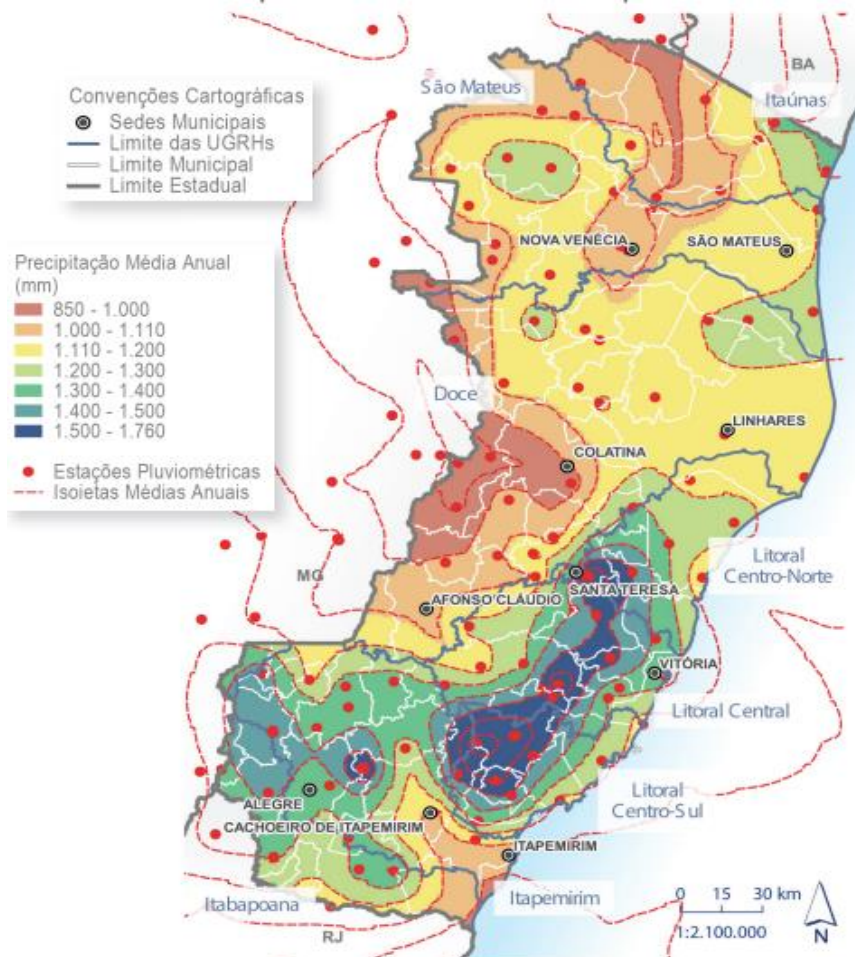 BA
São Mateus
Itaúnas
Convenções Cartográficas
Sedes Municipais
Limite das UGRHs
Limite Municipal
Limite Estadual
NOVA VENÉCIA
SÃO MATEUS
Precipitação Média Anual
(mm)
850 - 1.000
1.000 - 1.110
1.110 - 1.200
1.200 - 1.300
1.300 - 1.400
1.400 - 1.500
1.500 - 1.760
Estações Pluviométricas
Isoietas Médias Anuais
Doce
LINHARES
COLATINA
MG
Litoral
Centro-Norte
SANTA TERESA
AFONSO CLÁUDIO
VITÓRIA
Litoral Central
Litoral
Centro-Sul
ALEGRE
CACHOEIRO DE ITAPEMIRIM
ITAPEMIRIM
Itabapoana
Itapemirim
RJ
0 15 30 km
1:2.100.000
N